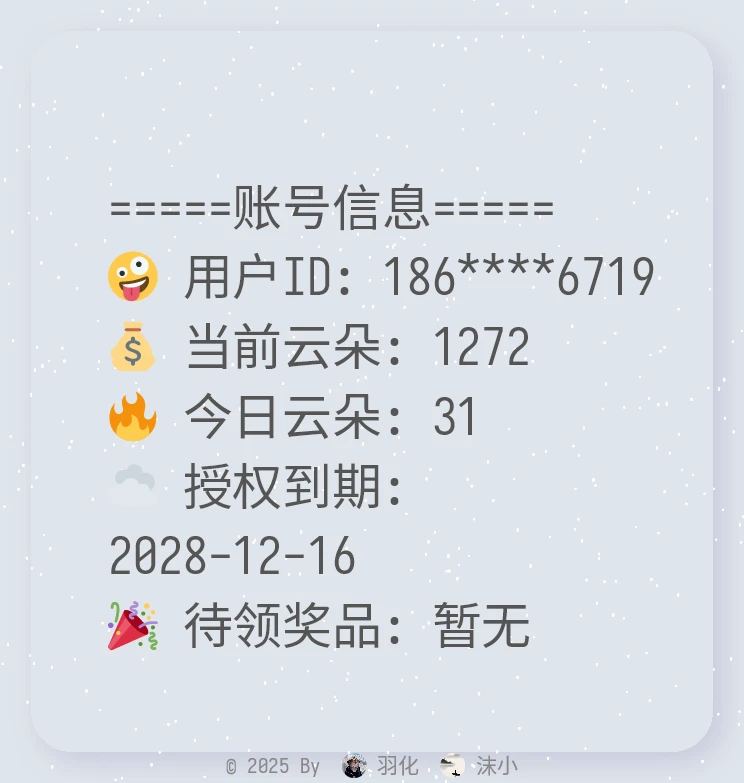 =====账号信息=====
🤪 用户ID: 186****6719
💰 当前云朵: 1272
🔥 今日云朵: 31
☁️ 授权到期:
2028-12-16
🎉 待领奖品: 暂无
© 2025 By 羽化 沫小